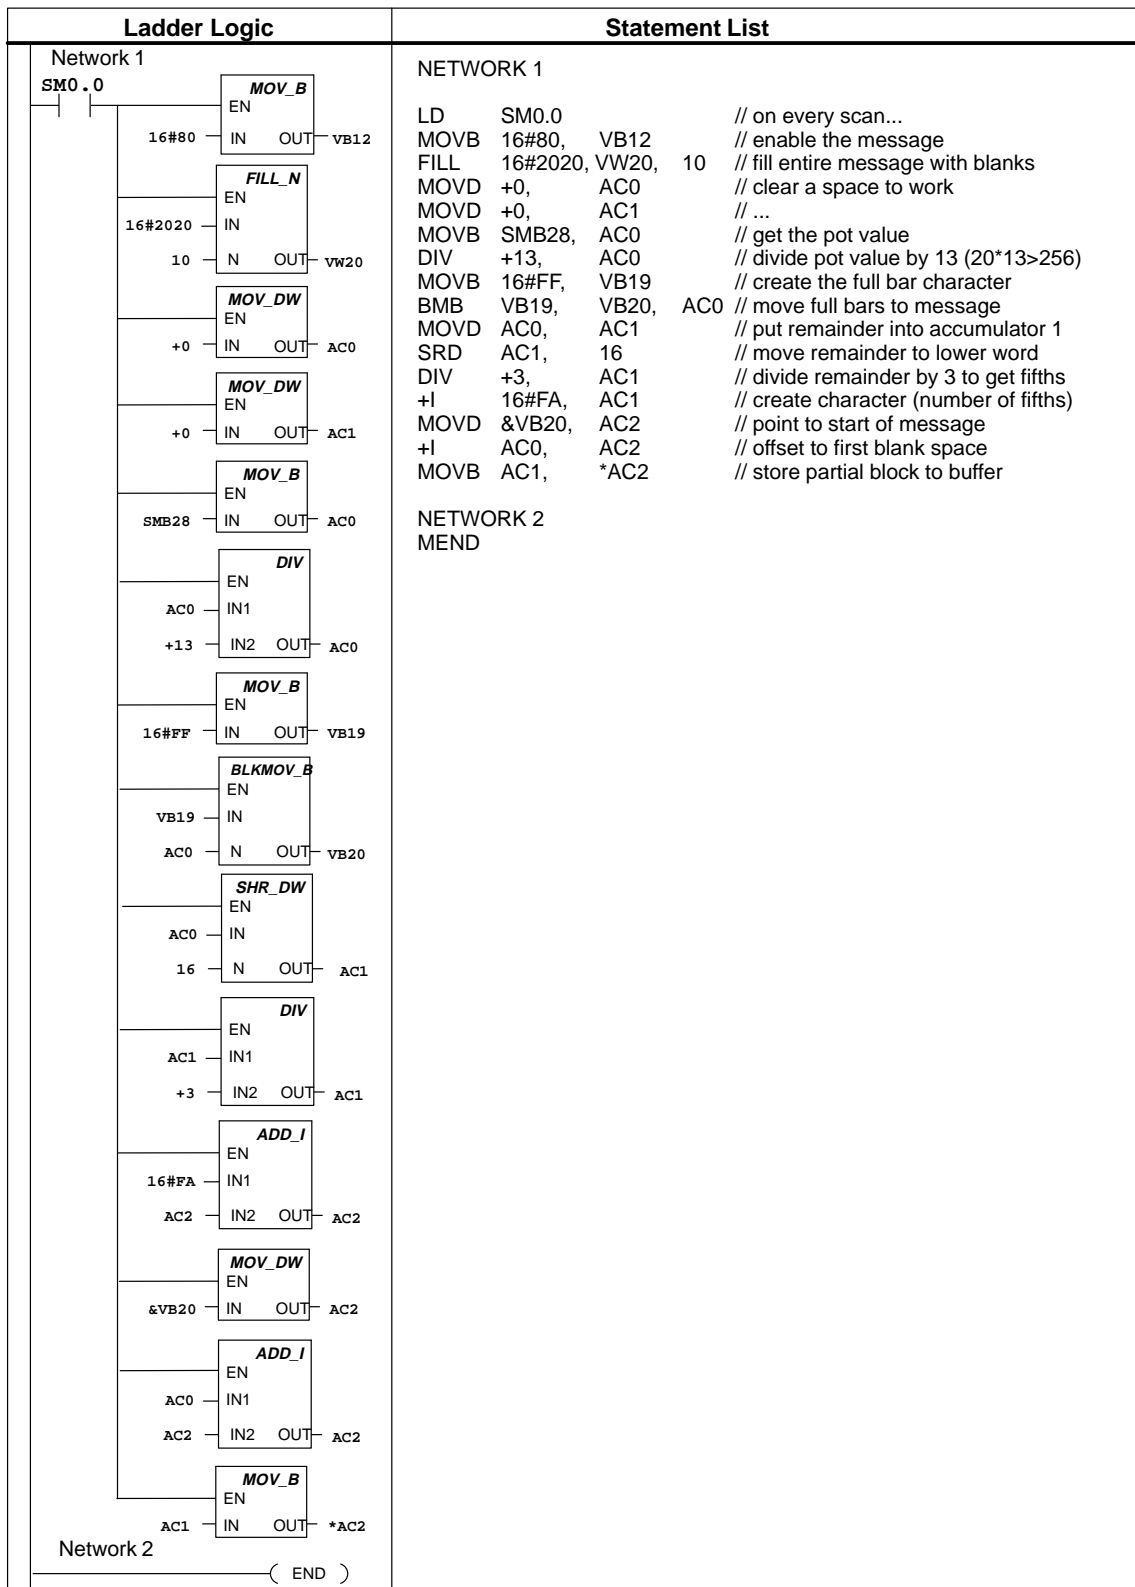 Ladder Logic
Statement List
Network 1
SM0.0
MOV_B
EN
16#80 IN OUT VB12
FILL_N
EN
16#2020 IN
10 N OUT VW20
MOV_DW
EN
+0 IN OUT AC0
MOV_DW
EN
+0 IN OUT AC1
MOV_B
EN
SMB28 IN OUT AC0
DIV
EN
AC0 IN1
+13 IN2 OUT AC0
MOV_B
EN
16#FF IN OUT VB19
BLKMOV_B
EN
VB19 IN
AC0 N OUT VB20
SHR_DW
EN
AC0 IN
16 N OUT AC1
DIV
EN
AC1 IN1
+3 IN2 OUT AC1
ADD_I
EN
16#FA IN1
AC2 IN2 OUT AC2
MOV_DW
EN
&VB20 IN OUT AC2
ADD_I
EN
AC0 IN1
AC2 IN2 OUT AC2
MOV_B
EN
AC1 IN OUT *AC2
Network 2
( END )
NETWORK 1
LD SM0.0 // on every scan...
MOVB 16#80, VB12 // enable the message
FILL 16#2020, VW20, 10 // fill entire message with blanks
MOVD +0, AC0 // clear a space to work
MOVD +0, AC1 // ...
MOVB SMB28, AC0 // get the pot value
DIV +13, AC0 // divide pot value by 13 (20*13>256)
MOVB 16#FF, VB19 // create the full bar character
BMB VB19, VB20, AC0 // move full bars to message
MOVD AC0, AC1 // put remainder into accumulator 1
SRD AC1, 16 // move remainder to lower word
DIV +3, AC1 // divide remainder by 3 to get fifths
+I 16#FA, AC1 // create character (number of fifths)
MOVD &VB20, AC2 // point to start of message
+I AC0, AC2 // offset to first blank space
MOVB AC1, *AC2 // store partial block to buffer
NETWORK 2
MEND